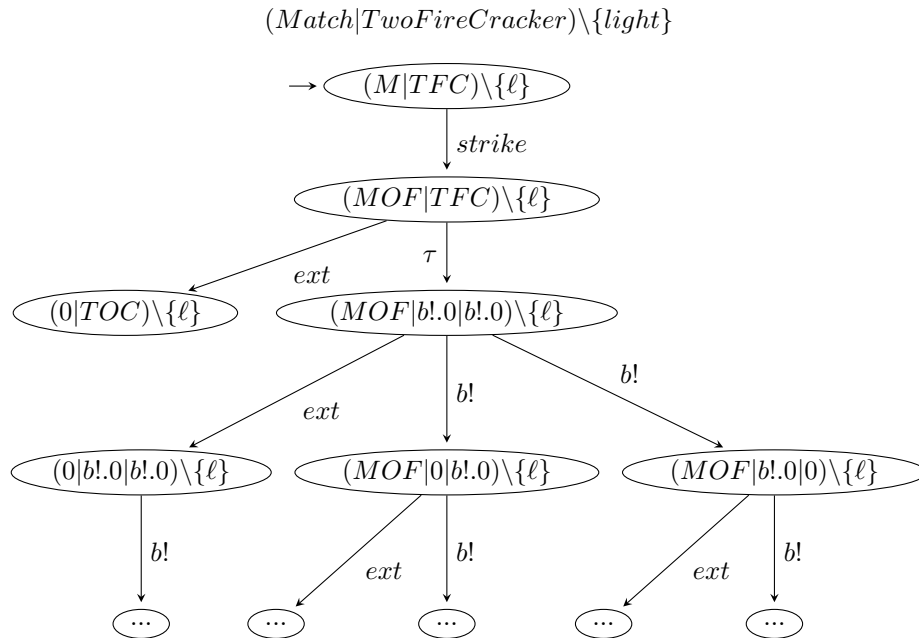 (Match|TwoFireCracker)\{light}
(M|TFC)\{ℓ}
strike
(MOF|TFC)\{ℓ}
ext
τ
(0|TOC)\{ℓ}
(MOF|b!.0|b!.0)\{ℓ}
ext
b!
b!
(0|b!.0|b!.0)\{ℓ}
(MOF|0|b!.0)\{ℓ}
(MOF|b!.0|0)\{ℓ}
b!
ext
b!
ext
b!
...
...
...
...
...